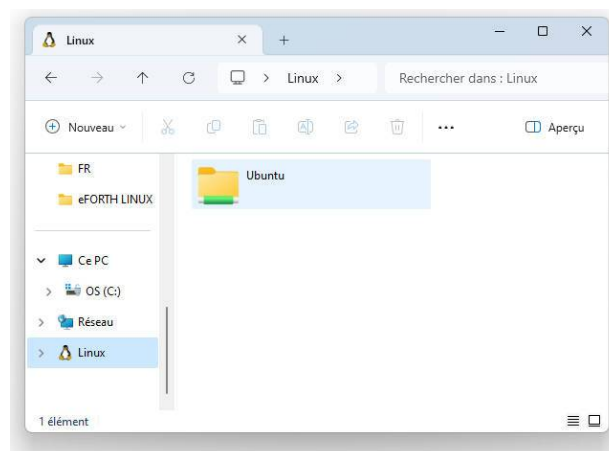 Linux
Linux
Rechercher dans : Linux
Nouveau
Aperçu
FR
eFORTH LINUX
Ubuntu
Ce PC
OS (C:)
Réseau
Linux
1 élément